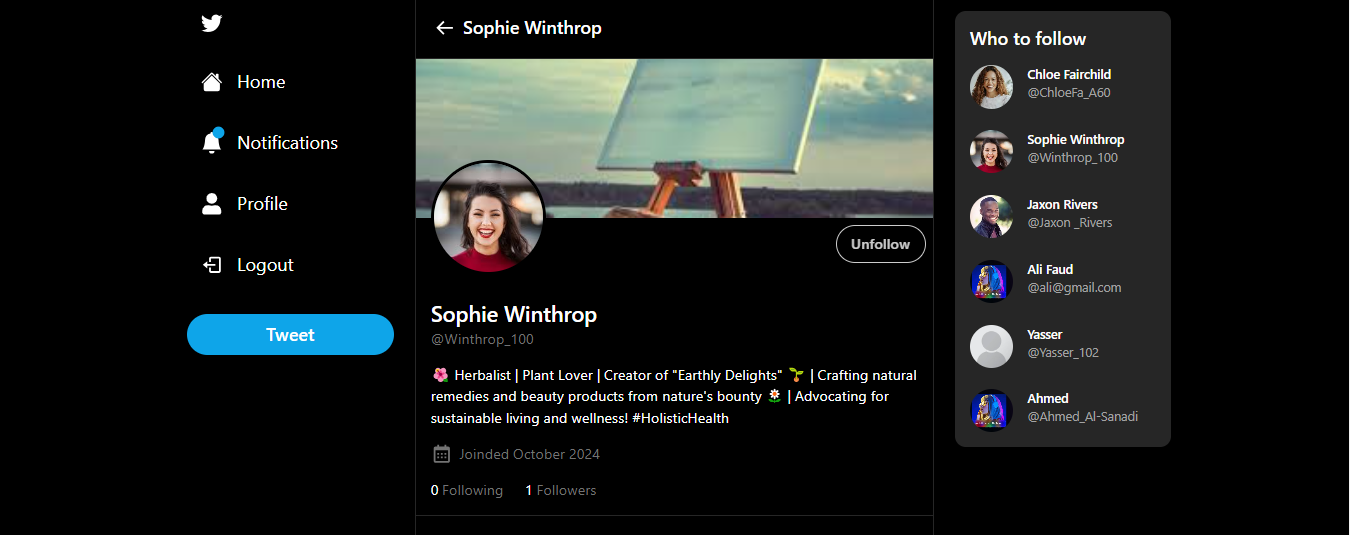 Home
Notifications
Profile
Logout
Tweet
Sophie Winthrop
Unfollow
Sophie Winthrop
@Winthrop_100
🌺 Herbalist | Plant Lover | Creator of "Earthly Delights" 🌱 | Crafting natural
remedies and beauty products from nature's bounty 🌼 | Advocating for
sustainable living and wellness! #HolisticHealth
Joinded October 2024
0 Following 1 Followers
Who to follow
Chloe Fairchild
@ChloeFa_A60
Sophie Winthrop
@Winthrop_100
Jaxon Rivers
@Jaxon _Rivers
Ali Faud
@ali@gmail.com
Yasser
@Yasser_102
Ahmed
@Ahmed_Al-Sanadi